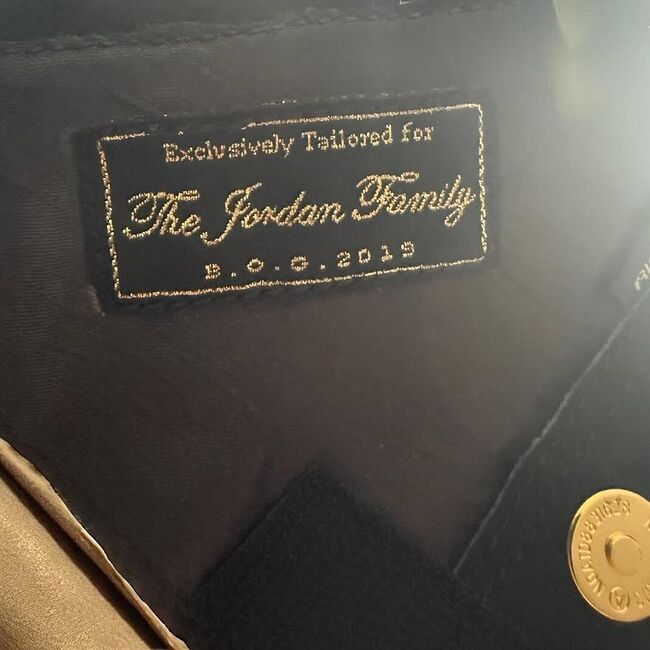 Exclusively Tailored for
The Jordan Family
B.O.G.2019